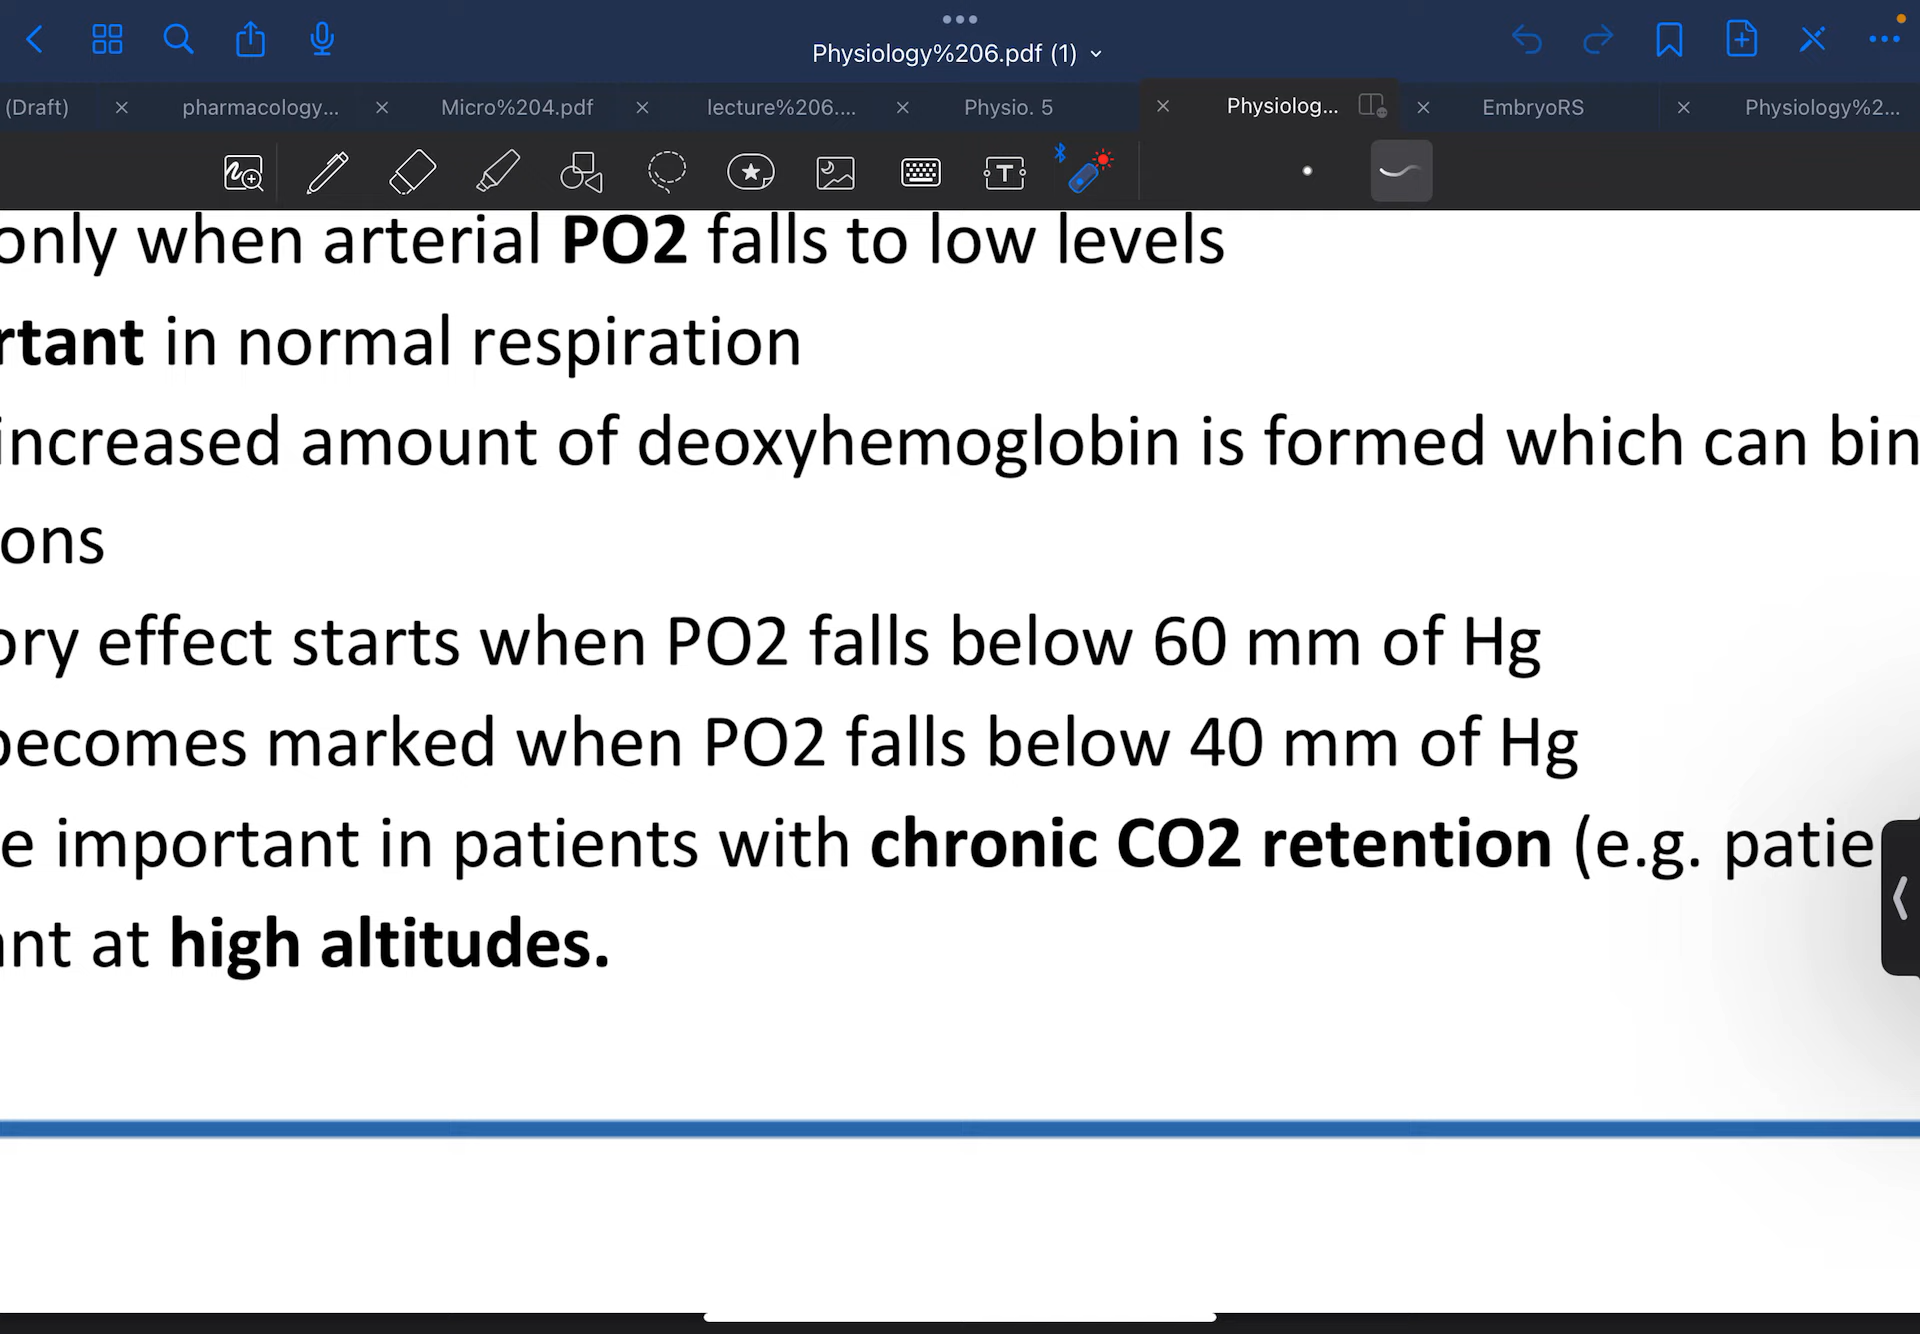 Physiology%206.pdf (1)
(Draft) pharmacology... Micro%204.pdf lecture%206.... Physio. 5 Physiolog... EmbryoRS Physiology%2...
T
only when arterial PO2 falls to low levels
rtant in normal respiration
increased amount of deoxyhemoglobin is formed which can bin
ons
ory effect starts when PO2 falls below 60 mm of Hg
becomes marked when PO2 falls below 40 mm of Hg
e important in patients with chronic CO2 retention (e.g. patie
ant at high altitudes.